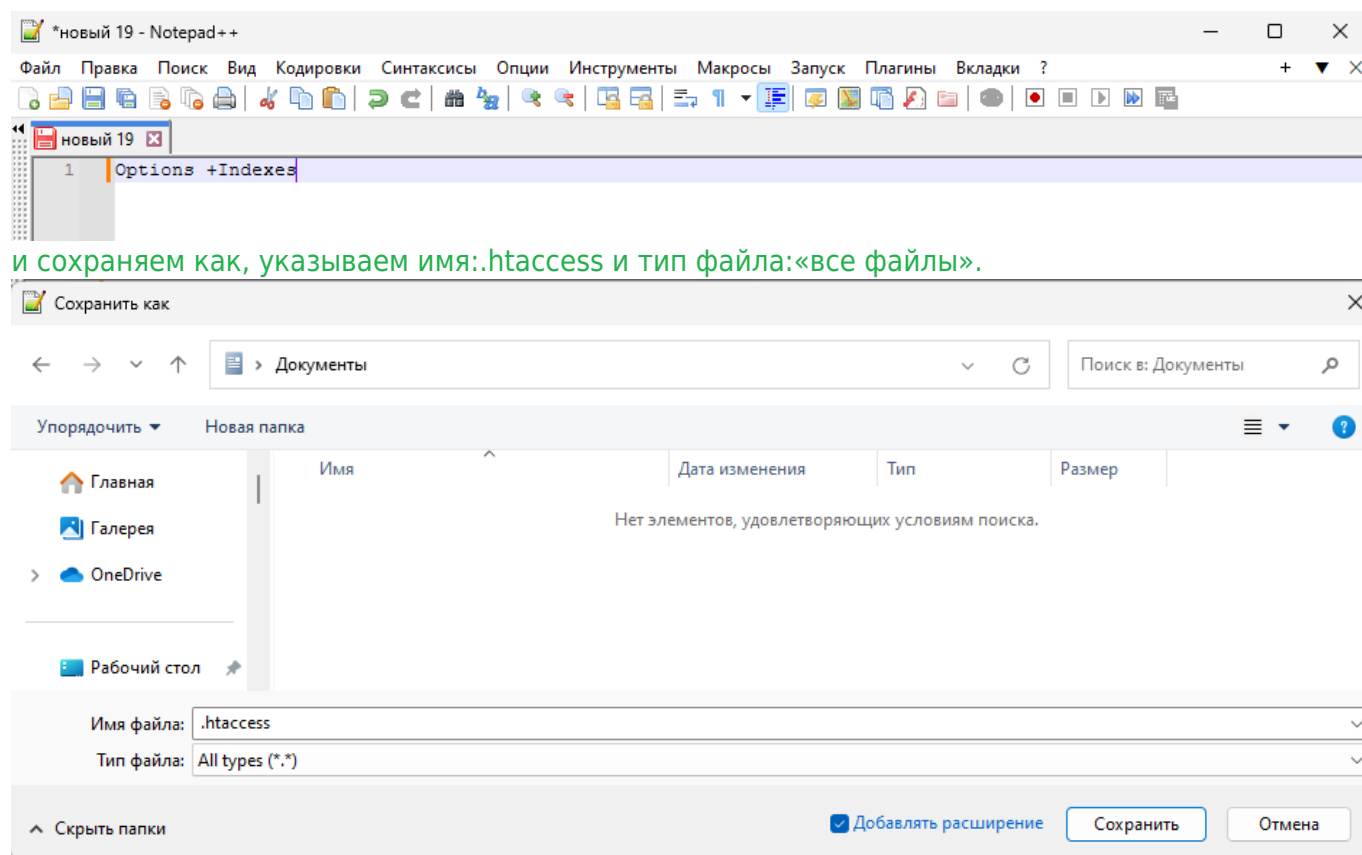 *новый 19 - Notepad++
Файл Правка Поиск Вид Кодировки Синтаксисы Опции Инструменты Макросы Запуск Плагины Вкладки ?
новый 19
1 Options +Indexes
и сохраняем как, указываем имя:.htaccess и тип файла:«все файлы».
Сохранить как
Документы
Поиск в: Документы
Упорядочить Новая папка
Имя Дата изменения Тип Размер
Главная
Нет элементов, удовлетворяющих условиям поиска.
Галерея
OneDrive
Рабочий стол
Имя файла: .htaccess
Тип файла: All types (*.*)
Скрыть папки Добавлять расширение Сохранить Отмена